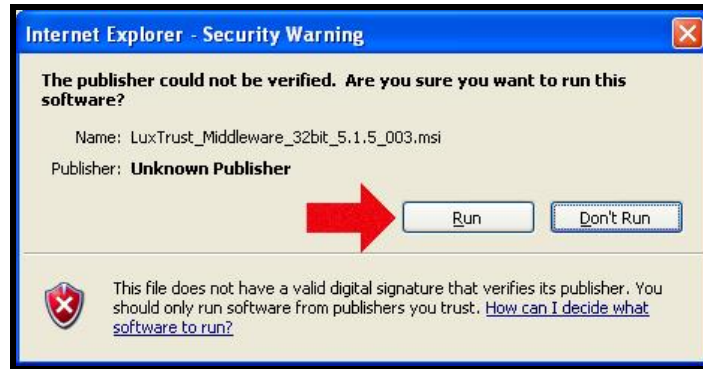 Internet Explorer - Security Warning
The publisher could not be verified.  Are you sure you want to run this
software?
Name: LuxTrust_Middleware_32bit_5.1.5_003.msi
Publisher: Unknown Publisher
Run
Don't Run
This file does not have a valid digital signature that verifies its publisher. You
should only run software from publishers you trust. How can I decide what
software to run?